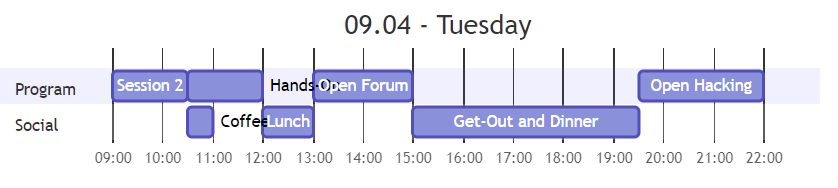 09.04 - Tuesday
Program
Session 2
Hands-On
Open Forum
Open Hacking
Social
Coffee
Lunch
Get-Out and Dinner
09:00 10:00 11:00 12:00 13:00 14:00 15:00 16:00 17:00 18:00 19:00 20:00 21:00 22:00